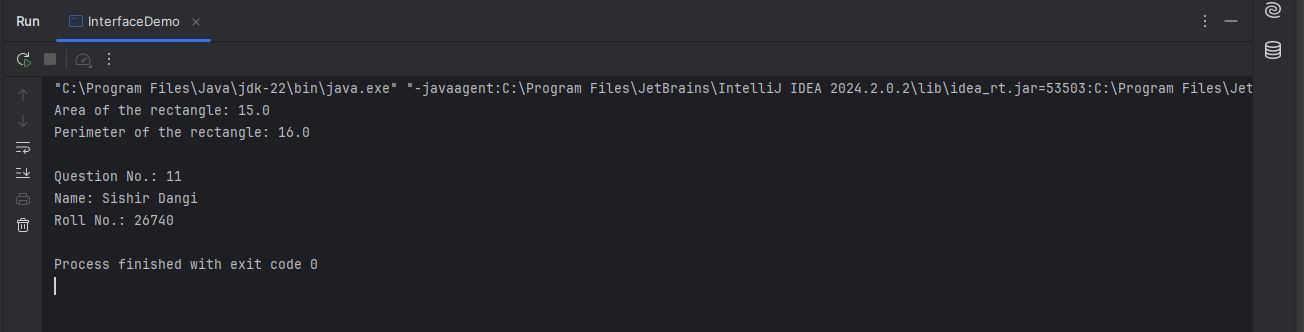 Run InterfaceDemo
"C:\Program Files\Java\jdk-22\bin\java.exe" "-javaagent:C:\Program Files\JetBrains\IntelliJ IDEA 2024.2.0.2\lib\idea_rt.jar=53503:C:\Program Files\Jet
Area of the rectangle: 15.0
Perimeter of the rectangle: 16.0
Question No.: 11
Name: Sishir Dangi
Roll No.: 26740
Process finished with exit code 0